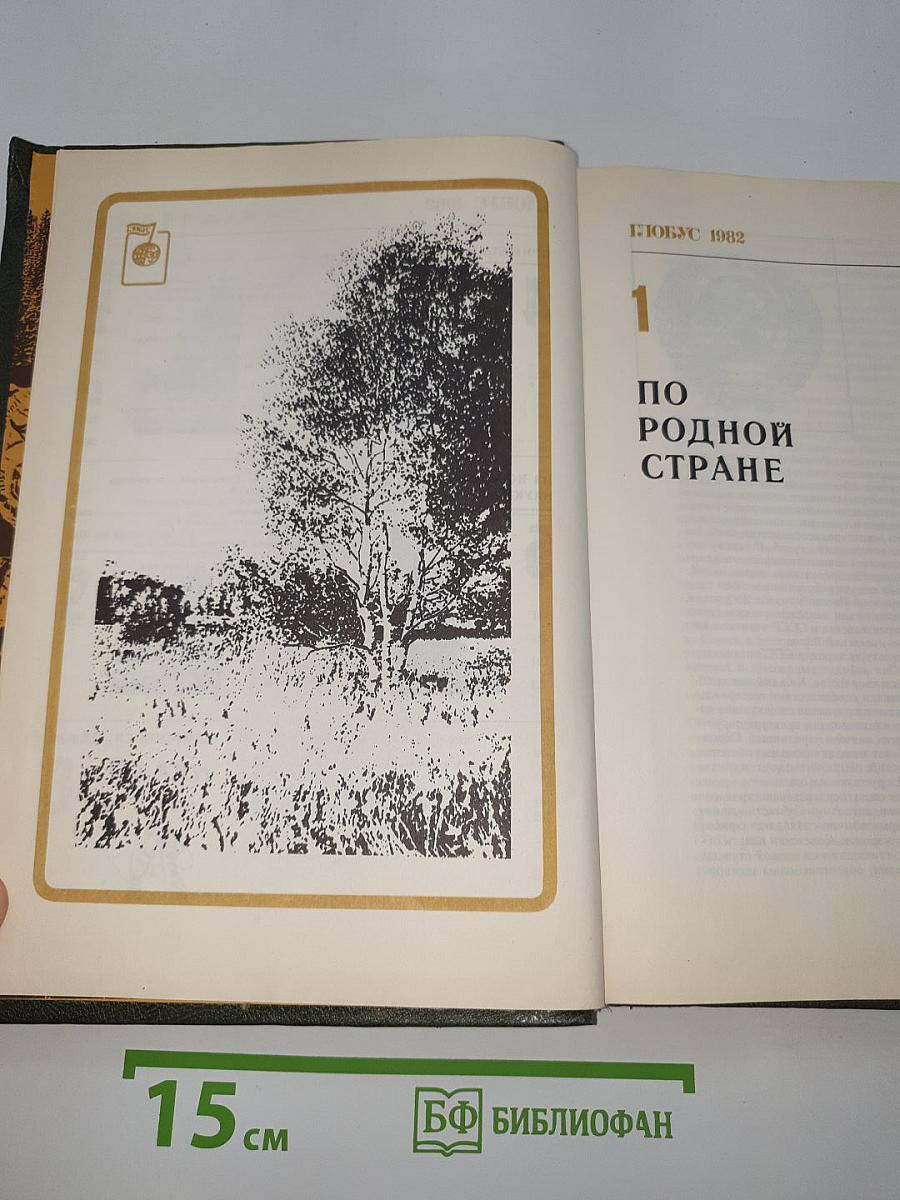 ГЛОБУС 1982
1
ПО
РОДНОЙ
СТРАНЕ
15 см
БФ БИБЛИОФАН